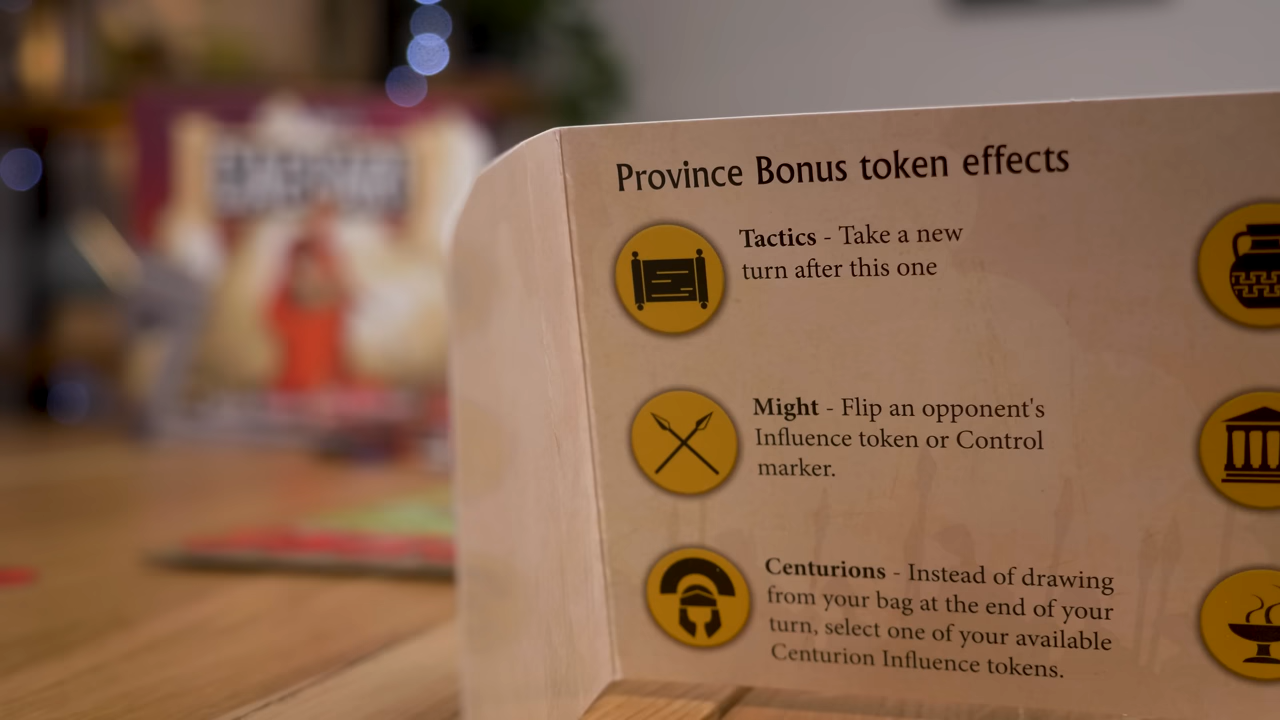 Province Bonus token effects
Tactics - Take a new
turn after this one
Might - Flip an opponent's
Influence token or Control
marker.
Centurions - Instead of drawing
from your bag at the end of your
turn, select one of your available
Centurion Influence tokens.